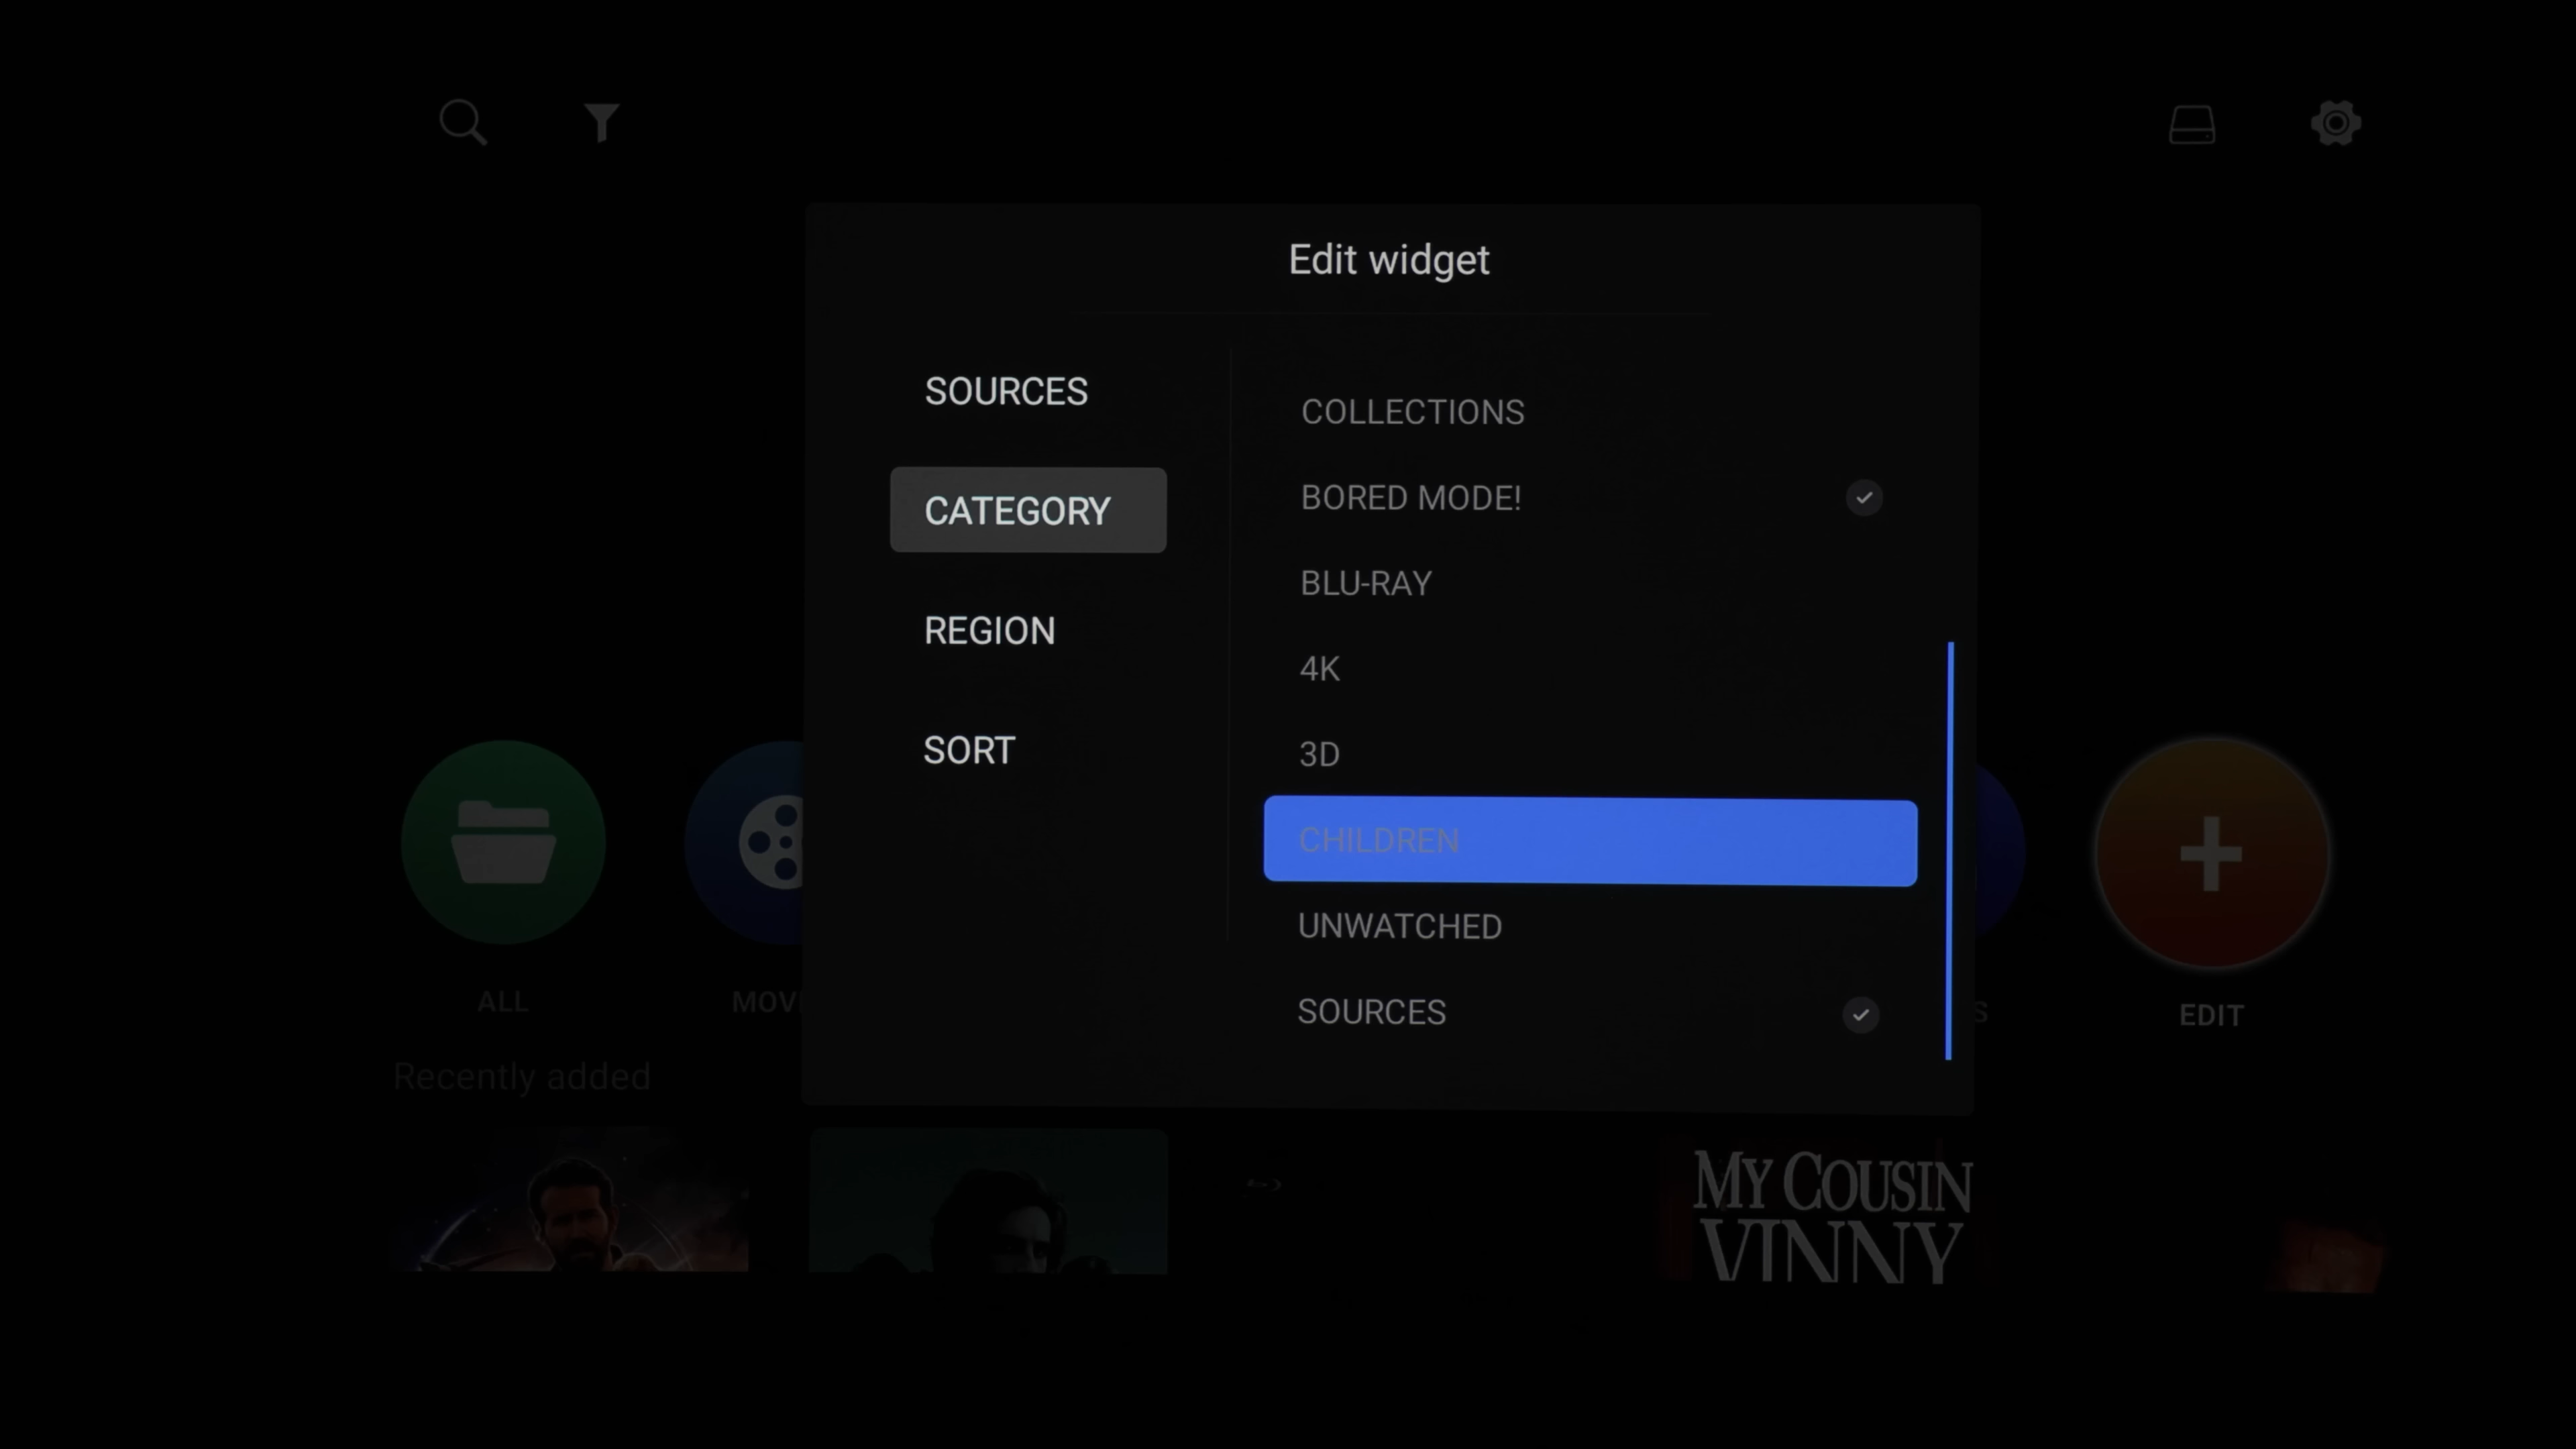 Edit widget
SOURCES
CATEGORY
REGION
SORT
COLLECTIONS
BORED MODE!
BLU-RAY
4K
3D
CHILDREN
UNWATCHED
SOURCES
ALL
MOVI
S
EDIT
Recently added
MY COUSIN
VINNY